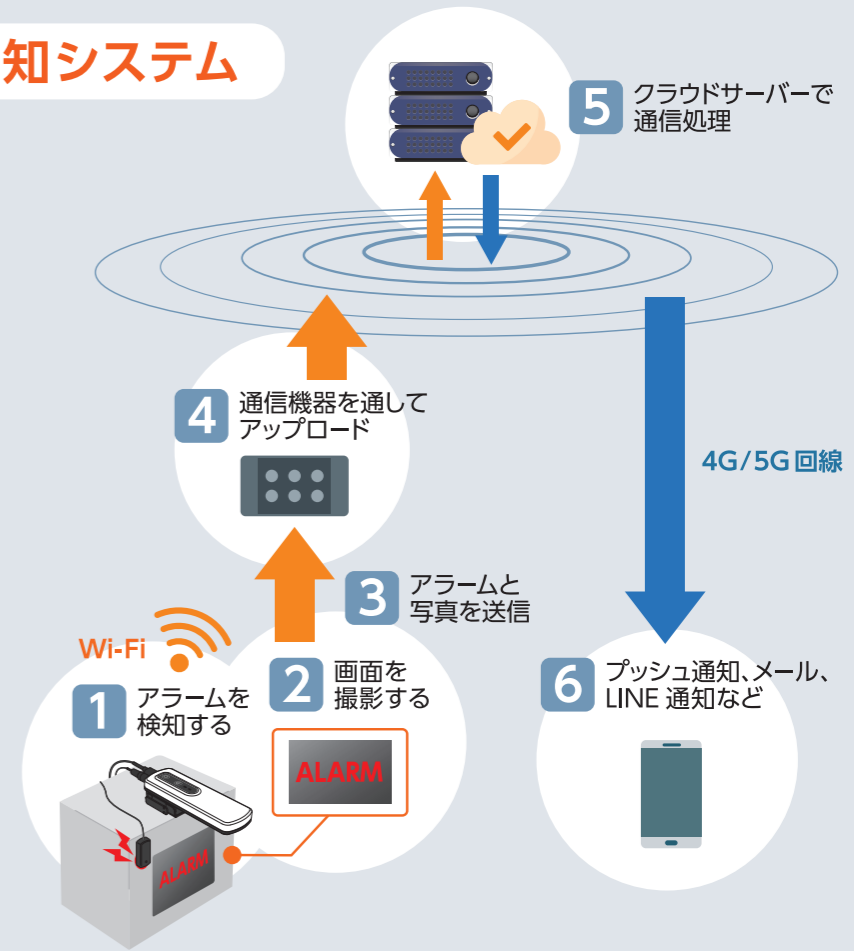 知システム
5
クラウドサーバーで
通信処理
4
通信機器を通して
アップロード
4G/5G回線
3
アラームと
写真を送信
Wi-Fi
1
アラームを
検知する
2
画面を
撮影する
6
プッシュ通知、メール、
LINE 通知など
ALARM
ALARM